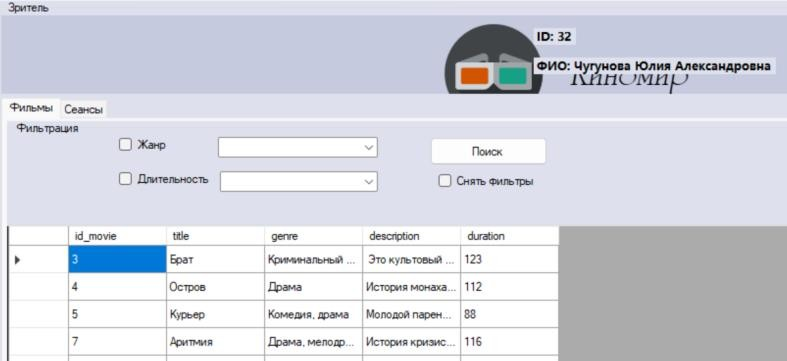 Зритель
ID: 32
ФИО: Чугунова Юлия Александровна
Киномир
Фильмы Сеансы
Фильтрация
Жанр Поиск
Длительность Снять фильтры
id_movie title genre description duration
3 Брат Криминальный ... Это культовый ... 123
4 Остров Драма История монаха... 112
5 Курьер Комедия, драма Молодой парен... 88
7 Аритмия Драма, мелодр... История кризис... 116